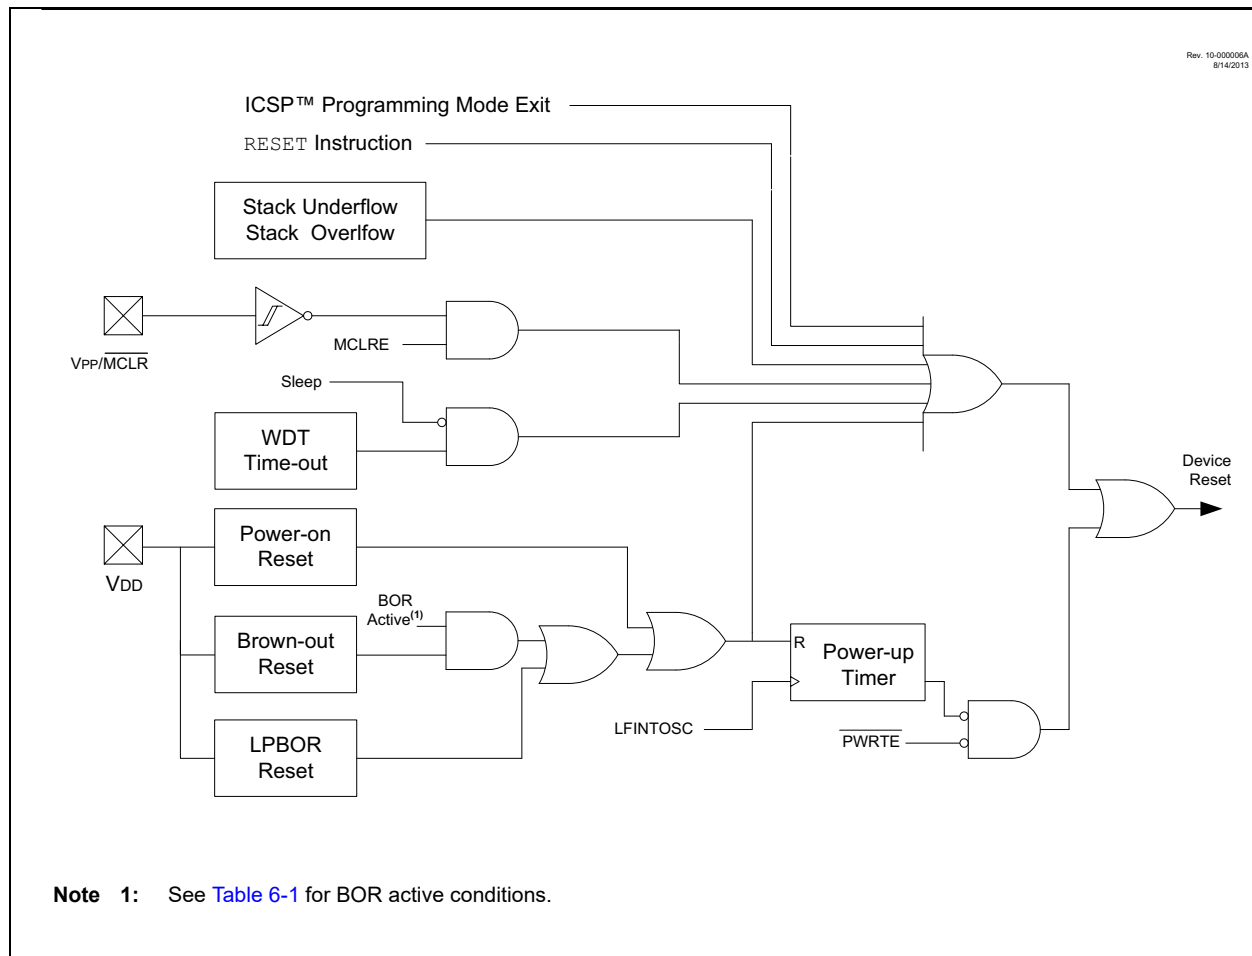 Rev. 10-000006A
8/14/2013
ICSP™ Programming Mode Exit
RESET Instruction
Stack Underflow
Stack Overlfow
VPP/MCLR
MCLRE
Sleep
WDT
Time-out
Device
Reset
VDD
Power-on
Reset
BOR
Active(1)
Brown-out
Reset
R
Power-up
Timer
LFINTOSC
PWRTE
LPBOR
Reset
Note 1: See Table 6-1 for BOR active conditions.